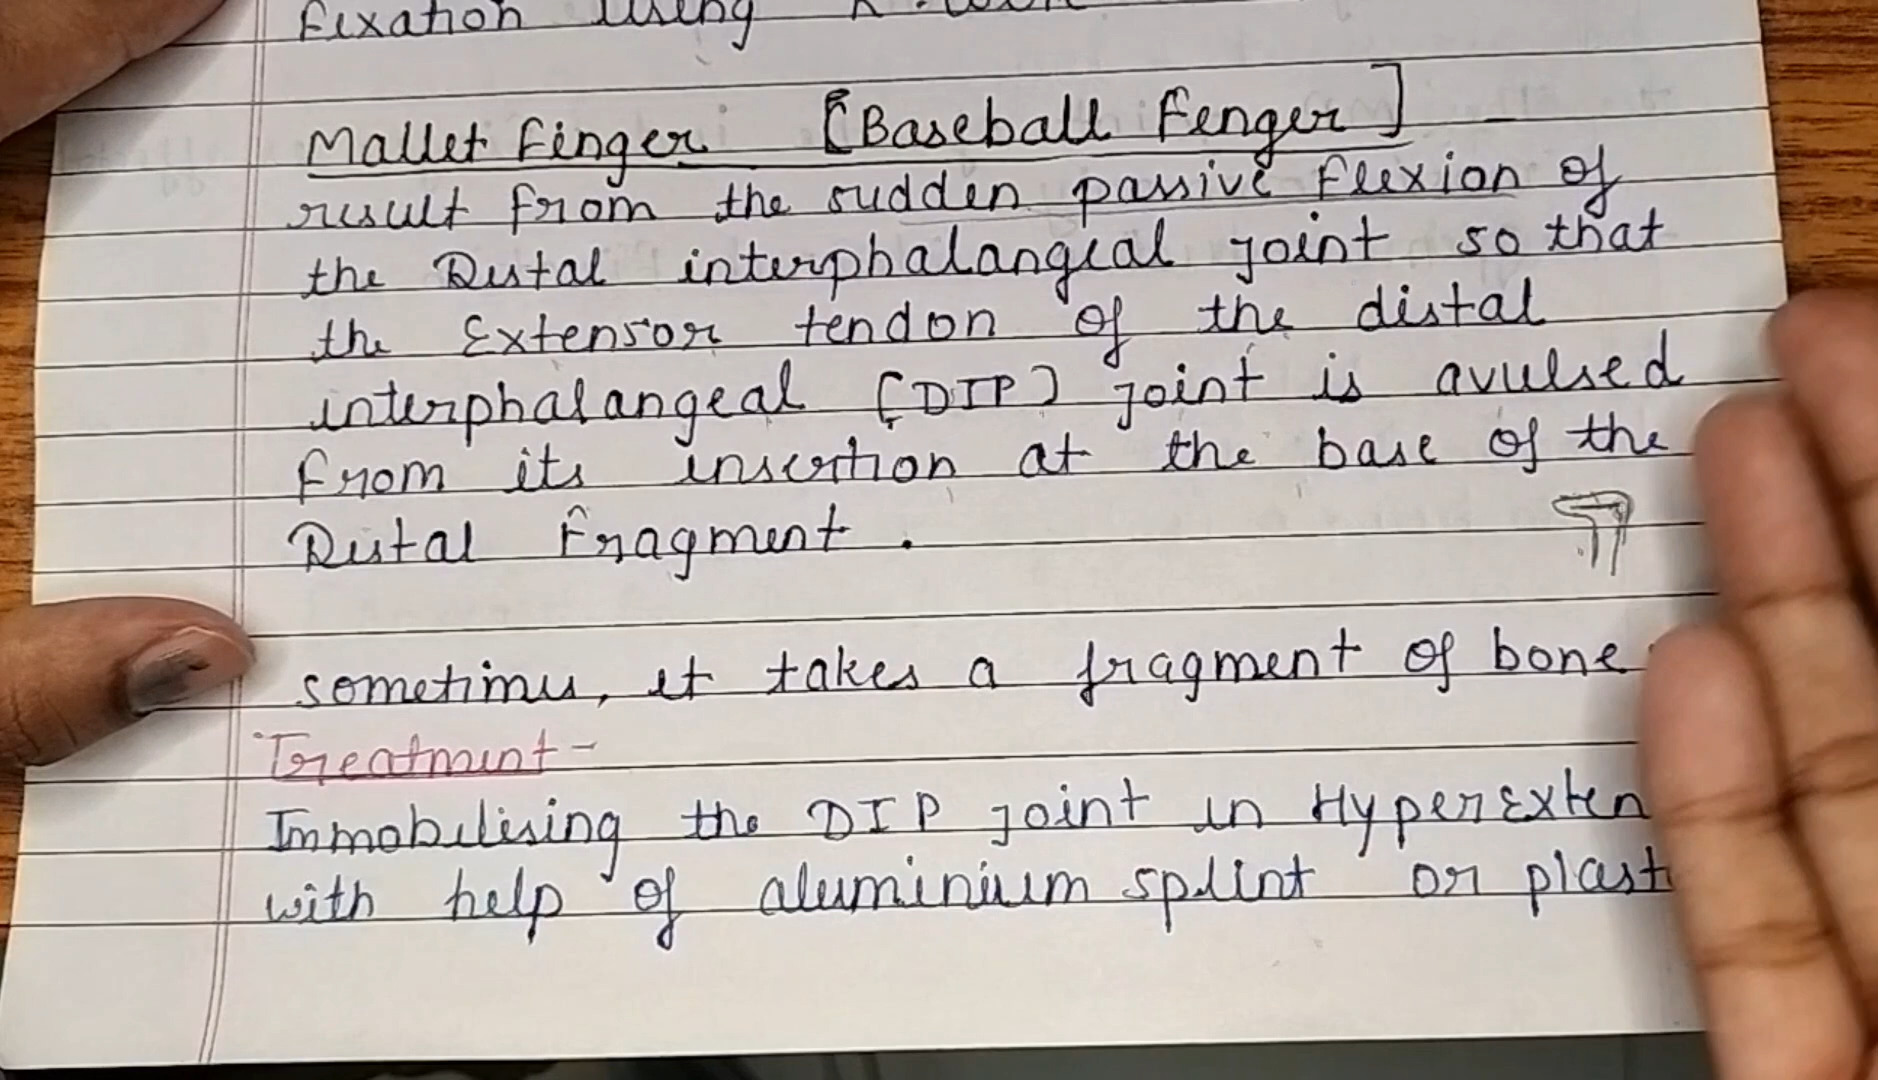 Fixation using K.
Mallet Finger [Baseball Fenger] -
result from the sudden passive Flexion of
the Distal interphalangeal joint so that
the Extensor tendon of the distal
interphalangeal (DIP) joint is avulsed
from its insertion at the base of the
Distal Fragment.
sometimes, it takes a fragment of bone
Treatment -
Immobilising the DIP joint in HyperExten
with help of aluminium splint or plast